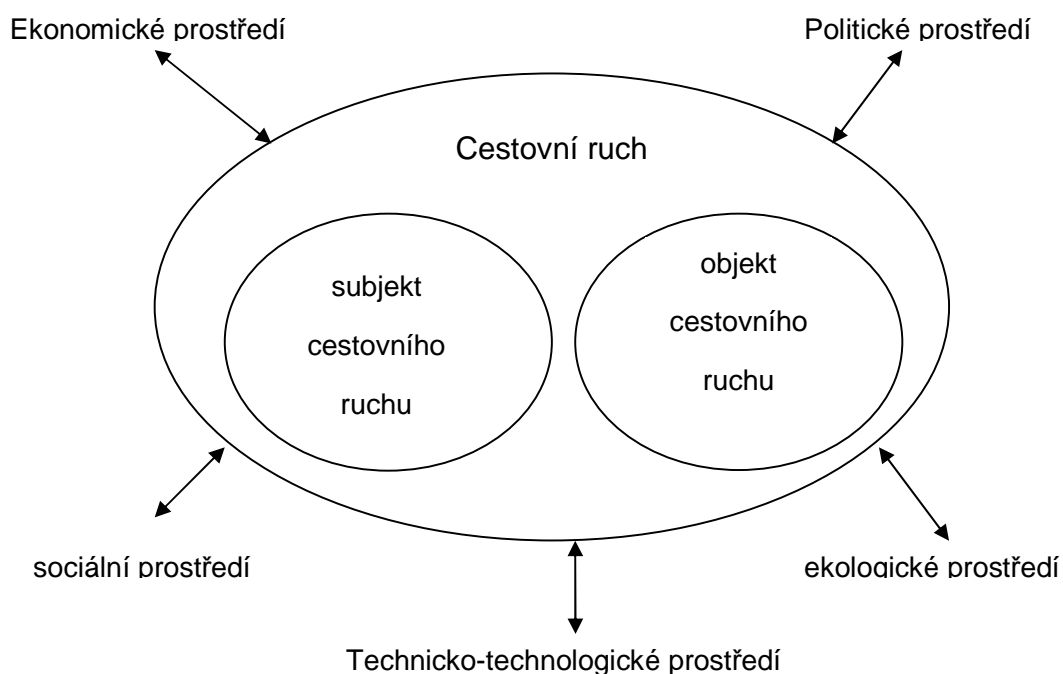 Ekonomické prostředí
Politické prostředí
Cestovní ruch
subjekt
cestovního
ruchu
objekt
cestovního
ruchu
sociální prostředí
ekologické prostředí
Technicko-technologické prostředí